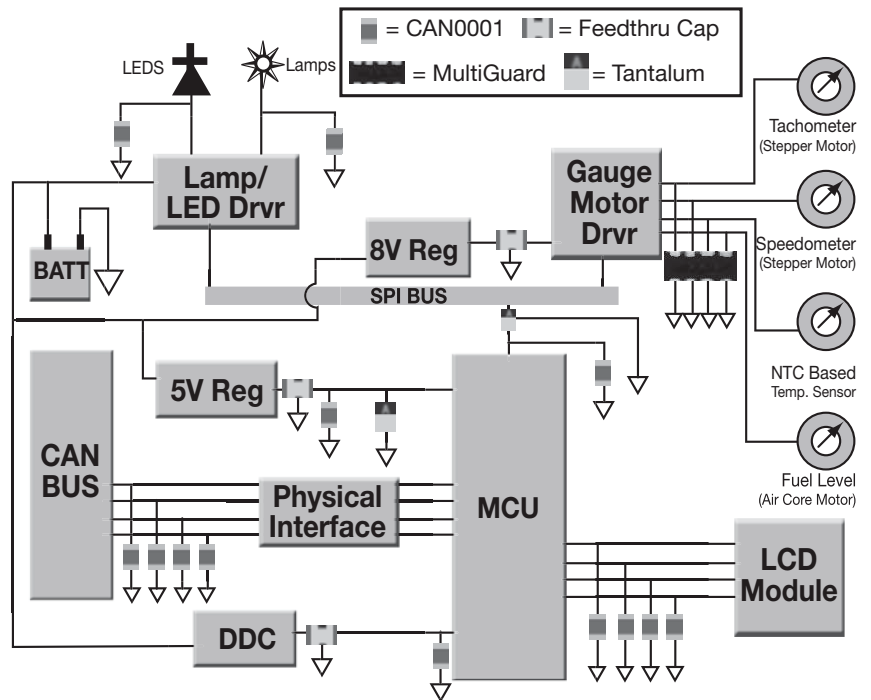 = CAN0001
= Feedthru Cap
= MultiGuard
= Tantalum
LEDS
Lamps
Tachometer
(Stepper Motor)
Lamp/
LED Drvr
Gauge
Motor
Drvr
8V Reg
Speedometer
(Stepper Motor)
BATT
SPI BUS
NTC Based
Temp. Sensor
5V Reg
CAN
BUS
Physical
Interface
MCU
Fuel Level
(Air Core Motor)
LCD
Module
DDC